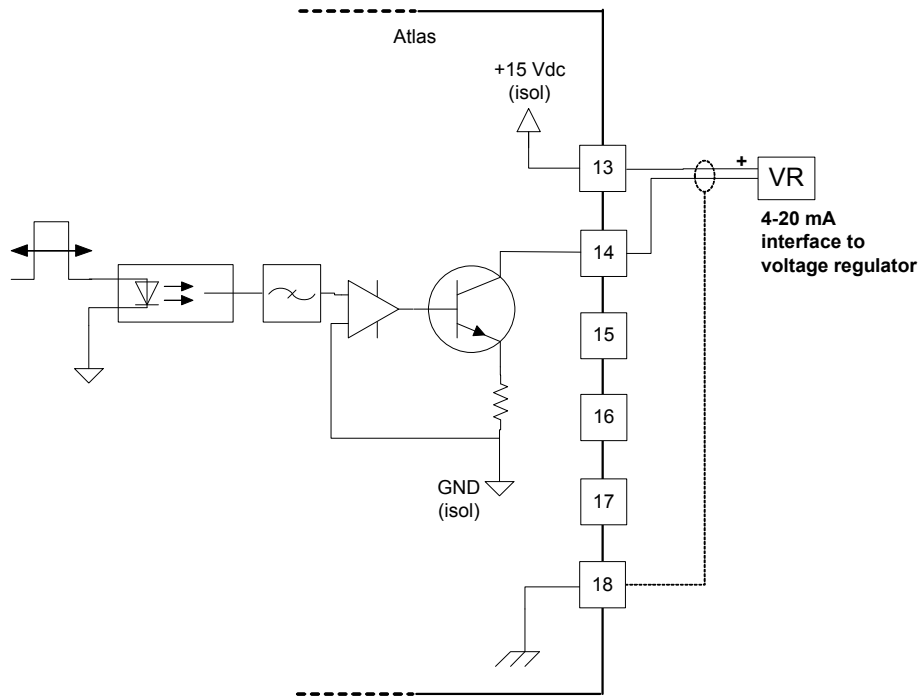 Atlas
+15 Vdc
(isol)
13
+
VR
4-20 mA
interface to
voltage regulator
14
15
16
17
GND
(isol)
18